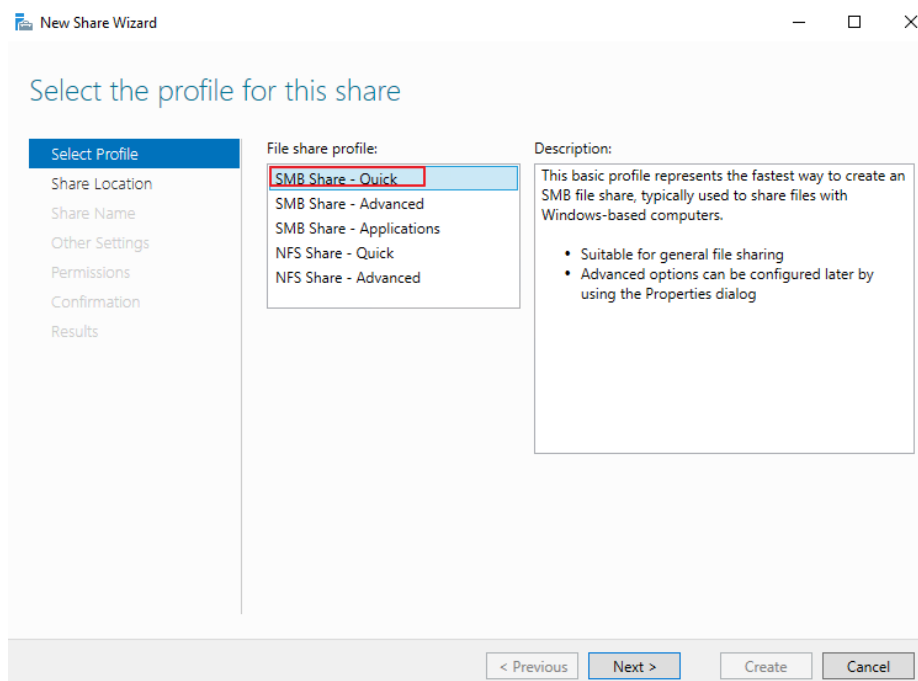 New Share Wizard
Select the profile for this share
Select Profile
Share Location
Share Name
Other Settings
Permissions
Confirmation
Results
File share profile:
SMB Share - Quick
SMB Share - Advanced
SMB Share - Applications
NFS Share - Quick
NFS Share - Advanced
Description:
This basic profile represents the fastest way to create an
SMB file share, typically used to share files with
Windows-based computers.
• Suitable for general file sharing
• Advanced options can be configured later by
using the Properties dialog
< Previous
Next >
Create
Cancel